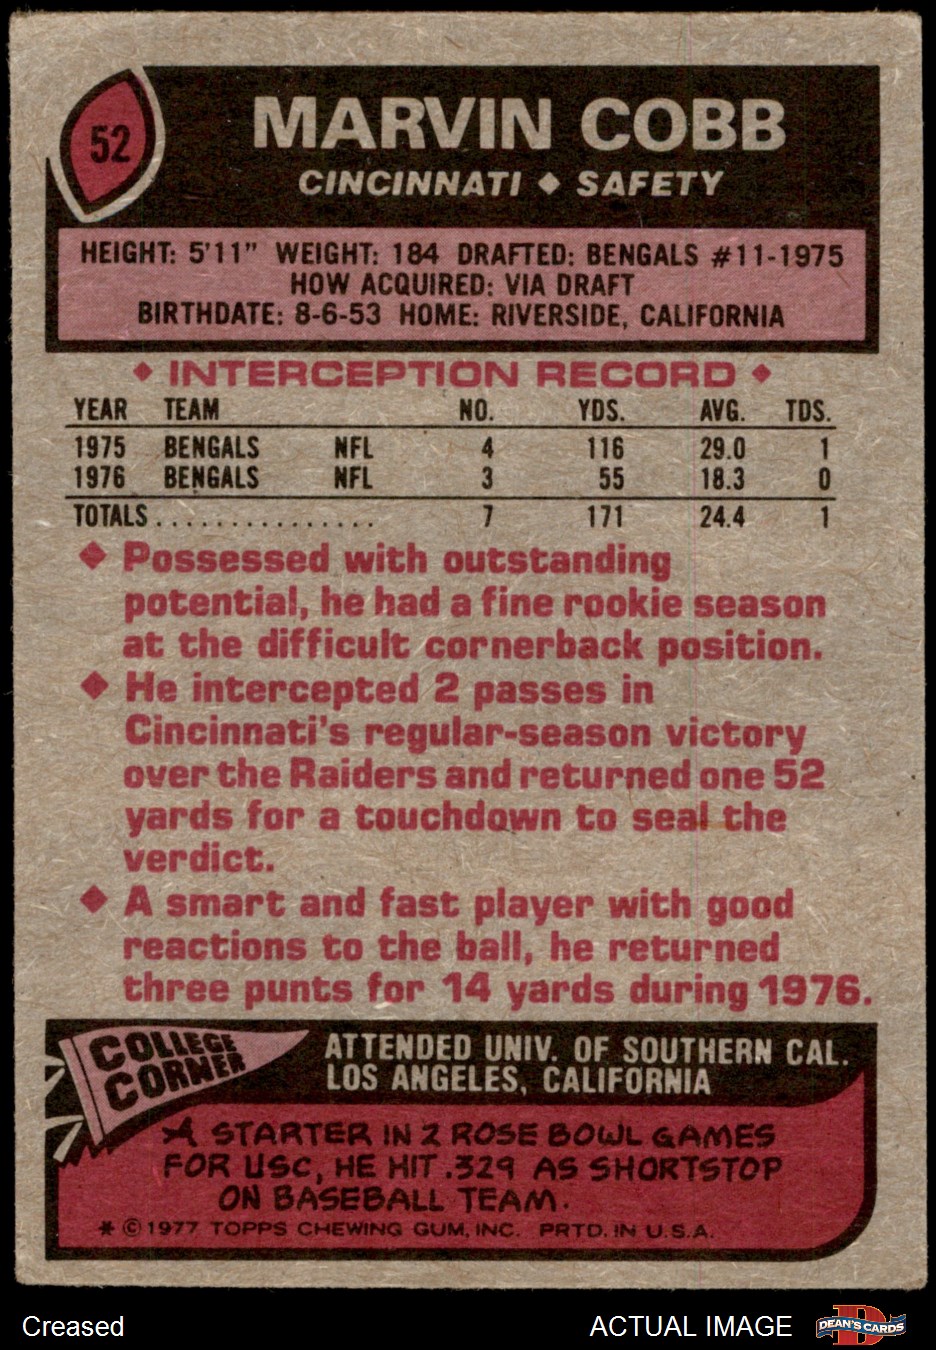 52
MARVIN COBB
CINCINNATI ◆ SAFETY
HEIGHT: 5'11" WEIGHT: 184 DRAFTED: BENGALS #11-1975
HOW ACQUIRED: VIA DRAFT
BIRTHDATE: 8-6-53 HOME: RIVERSIDE, CALIFORNIA
◆ INTERCEPTION RECORD ◆
YEAR TEAM NO. YDS. AVG. TDS.
1975 BENGALS NFL 4 116 29.0 1
1976 BENGALS NFL 3 55 18.3 0
TOTALS............... 7 171 24.4 1
◆ Possessed with outstanding
potential, he had a fine rookie season
at the difficult cornerback position.
◆ He intercepted 2 passes in
Cincinnati's regular-season victory
over the Raiders and returned one 52
yards for a touchdown to seal the
verdict.
◆ A smart and fast player with good
reactions to the ball, he returned
three punts for 14 yards during 1976.
COLLEGE
CORNER
ATTENDED UNIV. OF SOUTHERN CAL.
LOS ANGELES, CALIFORNIA
A STARTER IN 2 ROSE BOWL GAMES
FOR USC, HE HIT .329 AS SHORTSTOP
ON BASEBALL TEAM.
* © 1977 TOPPS CHEWING GUM, INC. PRTD. IN U.S.A.
Creased
ACTUAL IMAGE
D
DEAN'S CARDS